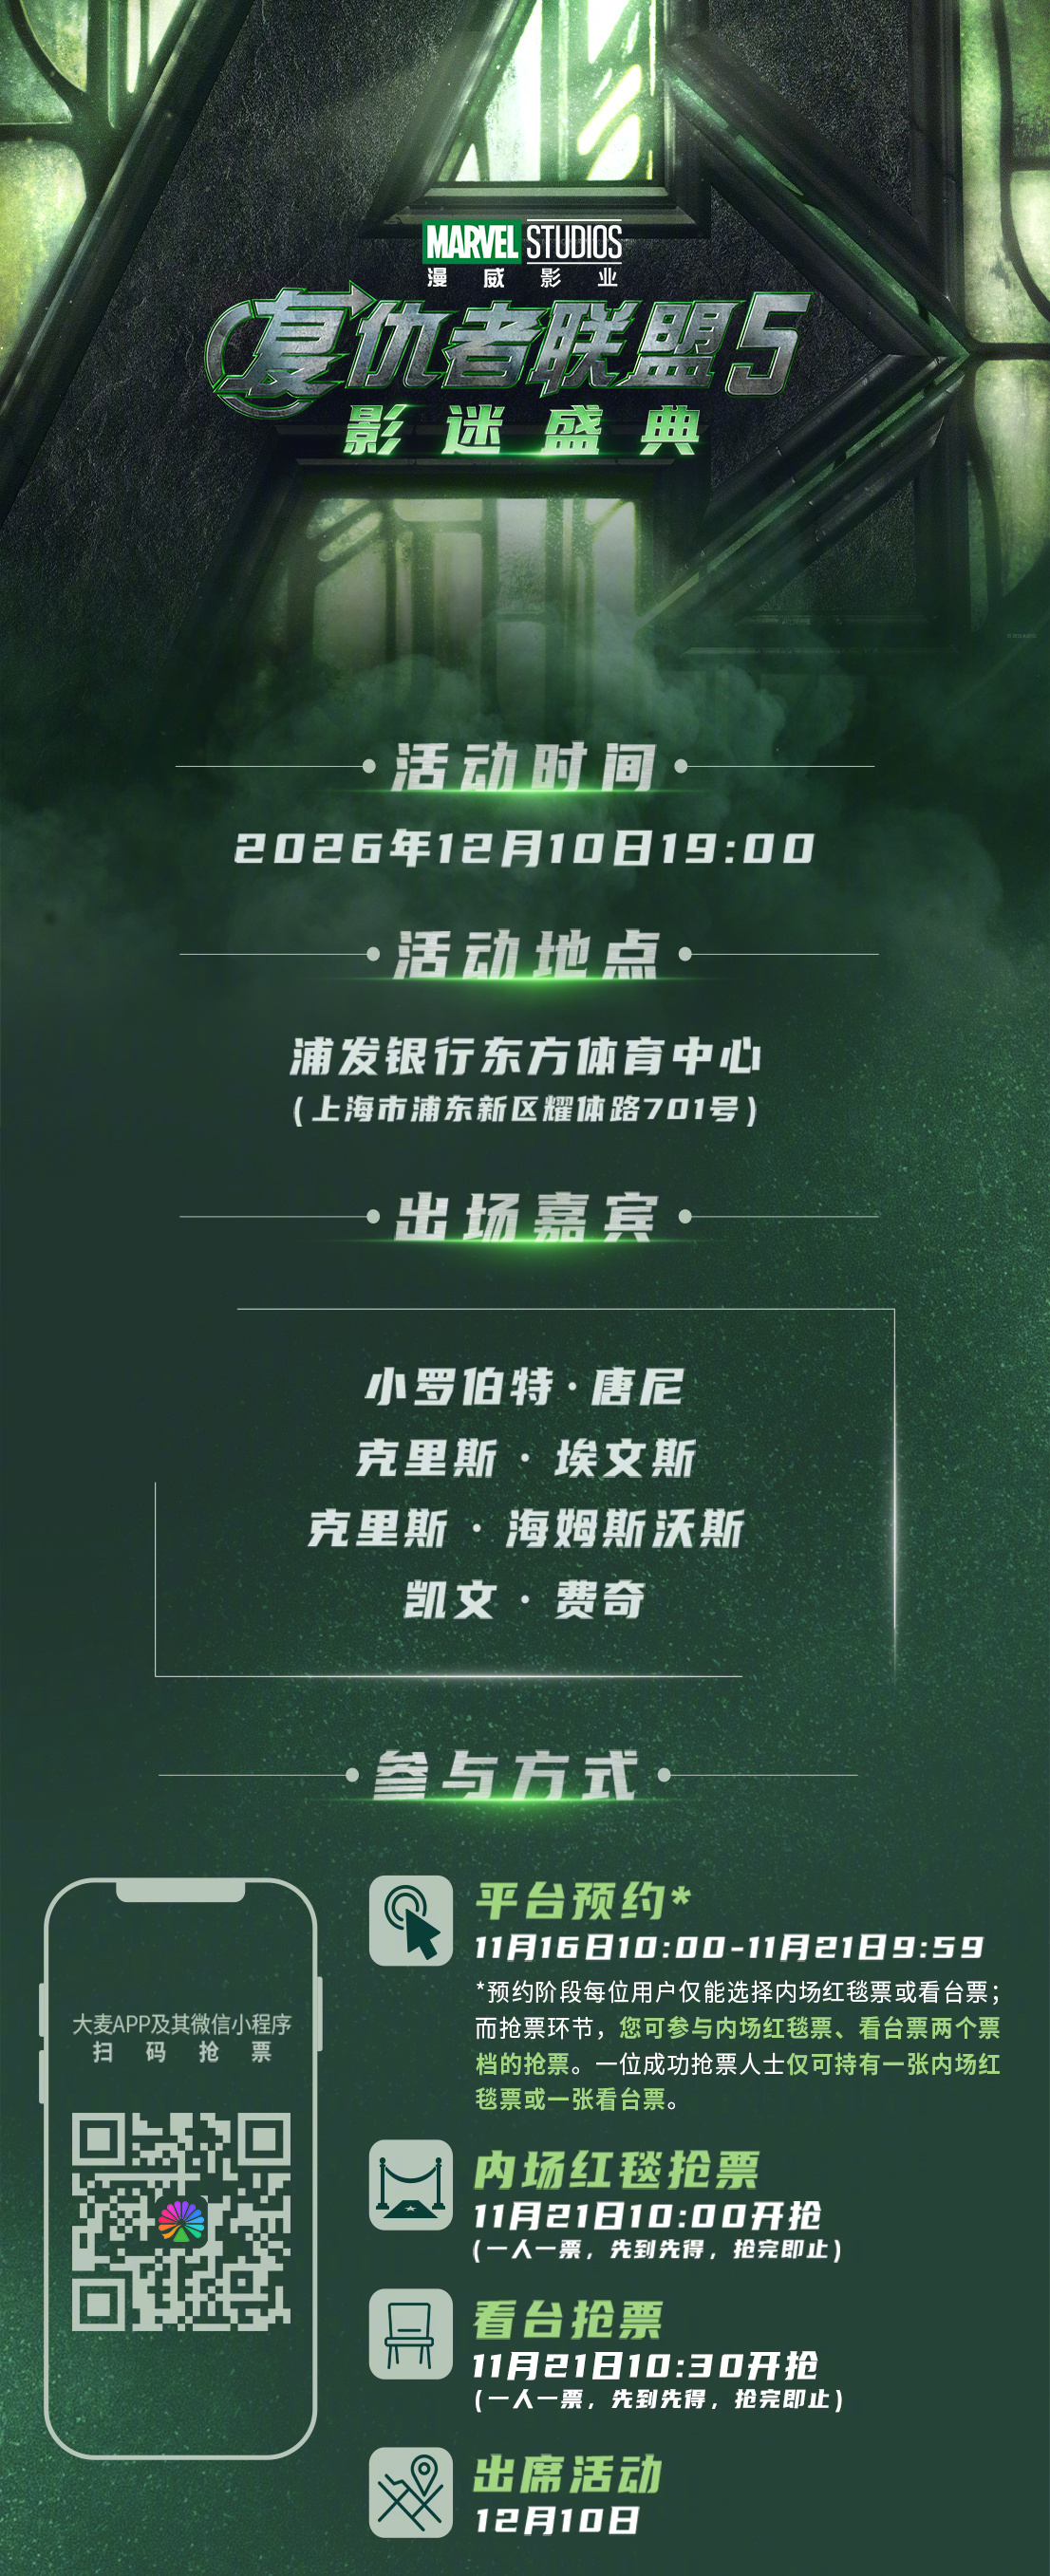 MARVEL STUDIOS
漫威影业
复仇者联盟5
影迷盛典
活动时间
2026年12月10日19:00
活动地点
浦发银行东方体育中心
(上海市浦东新区耀体路701号)
出场嘉宾
小罗伯特·唐尼
克里斯·埃文斯
克里斯·海姆斯沃斯
凯文·费奇
参与方式
大麦APP及其微信小程序
扫码抢票
平台预约*
11月16日10:00-11月21日9:59
*预约阶段每位用户仅能选择内场红毯票或看台票；
而抢票环节，您可参与内场红毯票、看台票两个票
档的抢票。一位成功抢票人士仅可持有一张内场红
毯票或一张看台票。
内场红毯抢票
11月21日10:00开抢
(一人一票，先到先得，抢完即止)
看台抢票
11月21日10:30开抢
(一人一票，先到先得，抢完即止)
出席活动
12月10日